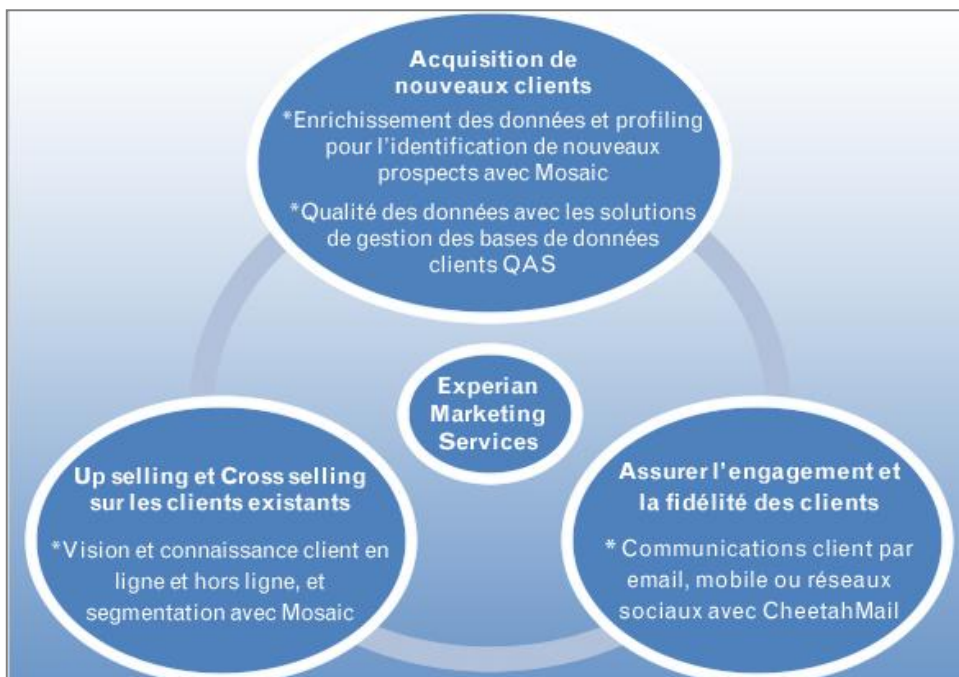 Acquisition de
nouveaux clients
*Enrichissement des données et profiling
pour l'identification de nouveaux
prospects avec Mosaic
*Qualité des données avec les solutions
de gestion des bases de données
clients QAS
Experian
Marketing
Services
Up selling et Cross selling
sur les clients existants
*Vision et connaissance client en
ligne et hors ligne, et
segmentation avec Mosaic
Assurer l'engagement et
la fidélité des clients
* Communications client par
email, mobile ou réseaux
sociaux avec CheetahMail